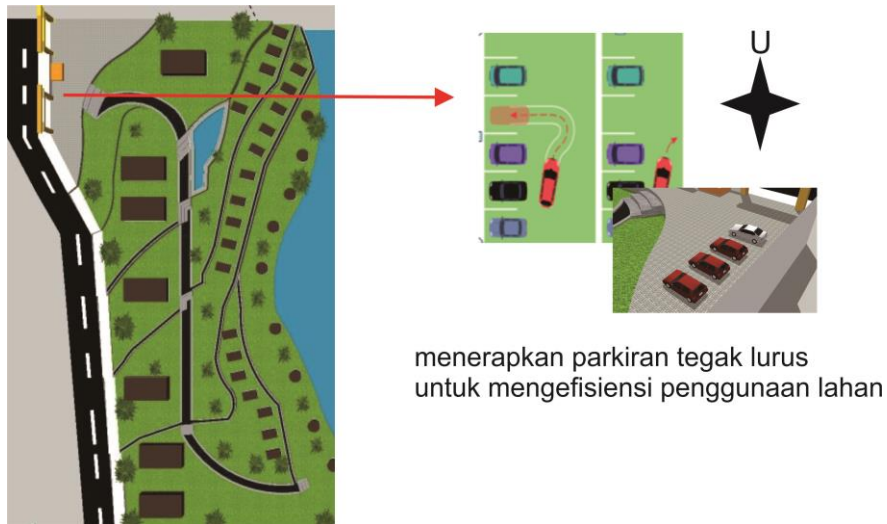 U
menerapkan parkiran tegak lurus
untuk mengefisiensi penggunaan lahan